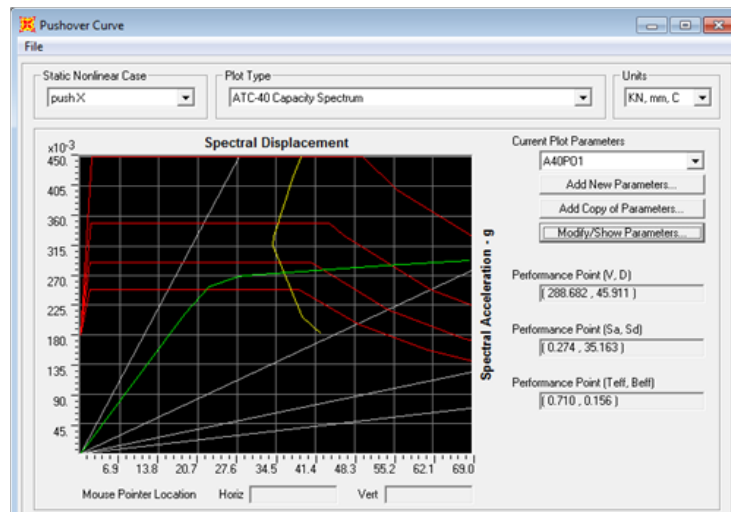 Pushover Curve
File
Static Nonlinear Case
pushX
Plot Type
ATC-40 Capacity Spectrum
Units
KN, mm, C
Spectral Displacement
x10-3
450.
405.
360.
315.
270.
225.
180.
135.
90.
45.
6.9 13.8 20.7 27.6 34.5 41.4 48.3 55.2 62.1 69.0
Spectral Acceleration - g
Mouse Pointer Location Horiz Vert
Current Plot Parameters
A40PO1
Add New Parameters...
Add Copy of Parameters...
Modify/Show Parameters...
Performance Point (V, D)
( 288.682 , 45.911 )
Performance Point (Sa, Sd)
( 0.274 , 35.163 )
Performance Point (Teff, Beff)
( 0.710 , 0.156 )